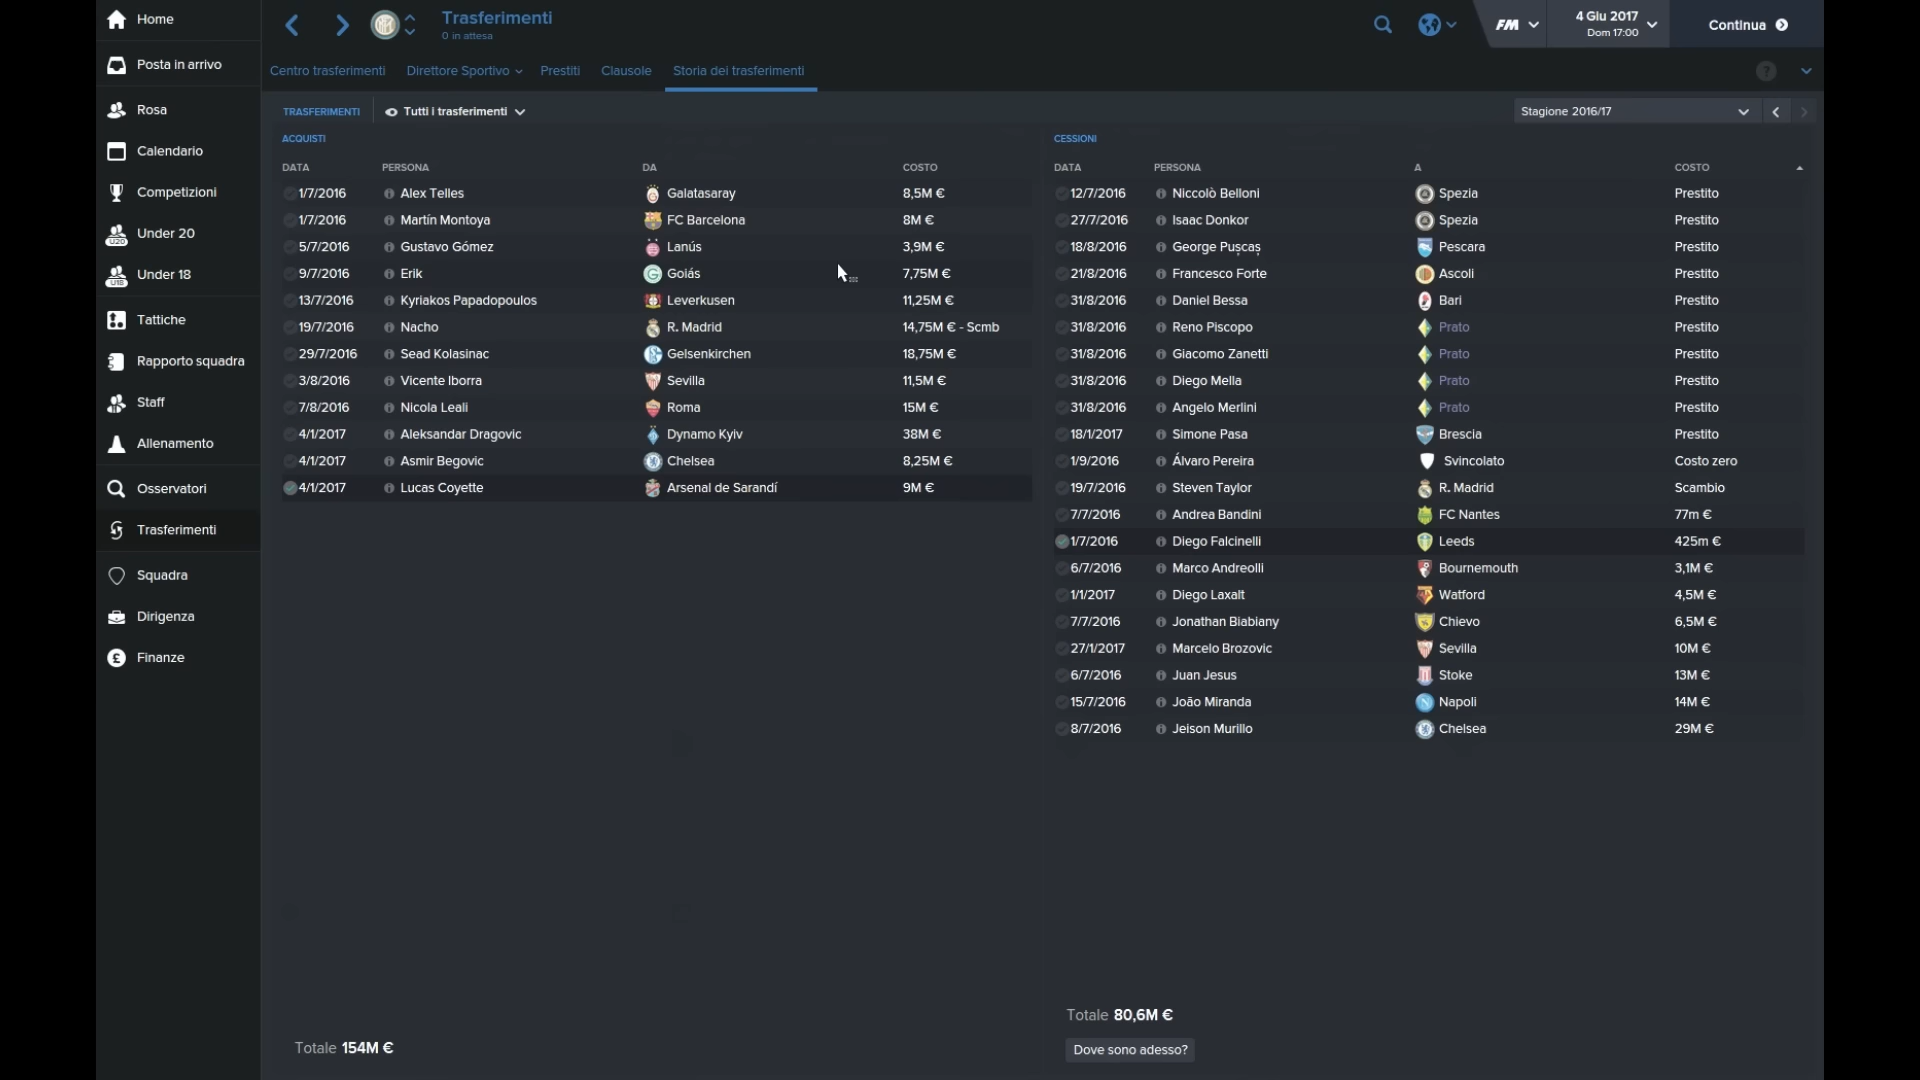 Home
Posta in arrivo
Rosa
Calendario
Competizioni
U20
Under 20
U18
Under 18
Tattiche
Rapporto squadra
Staff
Allenamento
Osservatori
Trasferimenti
Squadra
Dirigenza
Finanze
Trasferimenti
0 in attesa
FM
4 Giu 2017
Dom 17:00
Continua
Centro trasferimenti Direttore Sportivo Prestiti Clausole Storia dei trasferimenti
?
TRASFERIMENTI Tutti i trasferimenti Stagione 2016/17
ACQUISTI
DATA PERSONA DA COSTO
1/7/2016 Alex Telles Galatasaray 8,5M €
1/7/2016 Martín Montoya FC Barcelona 8M €
5/7/2016 Gustavo Gómez Lanús 3,9M €
9/7/2016 Erik Goiás 7,75M €
13/7/2016 Kyriakos Papadopoulos Leverkusen 11,25M €
19/7/2016 Nacho R. Madrid 14,75M € - Scmb
29/7/2016 Sead Kolasinac Gelsenkirchen 18,75M €
3/8/2016 Vicente Iborra Sevilla 11,5M €
7/8/2016 Nicola Leali Roma 15M €
4/1/2017 Aleksandar Dragovic Dynamo Kyiv 38M €
4/1/2017 Asmir Begovic Chelsea 8,25M €
4/1/2017 Lucas Coyette Arsenal de Sarandí 9M €
Totale 154M €
CESSIONI
DATA PERSONA A COSTO
12/7/2016 Niccolò Belloni Spezia Prestito
27/7/2016 Isaac Donkor Spezia Prestito
18/8/2016 George Pușcaș Pescara Prestito
21/8/2016 Francesco Forte Ascoli Prestito
31/8/2016 Daniel Bessa Bari Prestito
31/8/2016 Reno Piscopo Prato Prestito
31/8/2016 Giacomo Zanetti Prato Prestito
31/8/2016 Diego Mella Prato Prestito
31/8/2016 Angelo Merlini Prato Prestito
18/1/2017 Simone Pasa Brescia Prestito
1/9/2016 Álvaro Pereira Svincolato Costo zero
19/7/2016 Steven Taylor R. Madrid Scambio
7/7/2016 Andrea Bandini FC Nantes 77m €
1/7/2016 Diego Falcinelli Leeds 425m €
6/7/2016 Marco Andreolli Bournemouth 3,1M €
1/1/2017 Diego Laxalt Watford 4,5M €
7/7/2016 Jonathan Biabiany Chievo 6,5M €
27/1/2017 Marcelo Brozovic Sevilla 10M €
6/7/2016 Juan Jesus Stoke 13M €
15/7/2016 João Miranda Napoli 14M €
8/7/2016 Jeison Murillo Chelsea 29M €
Totale 80,6M €
Dove sono adesso?